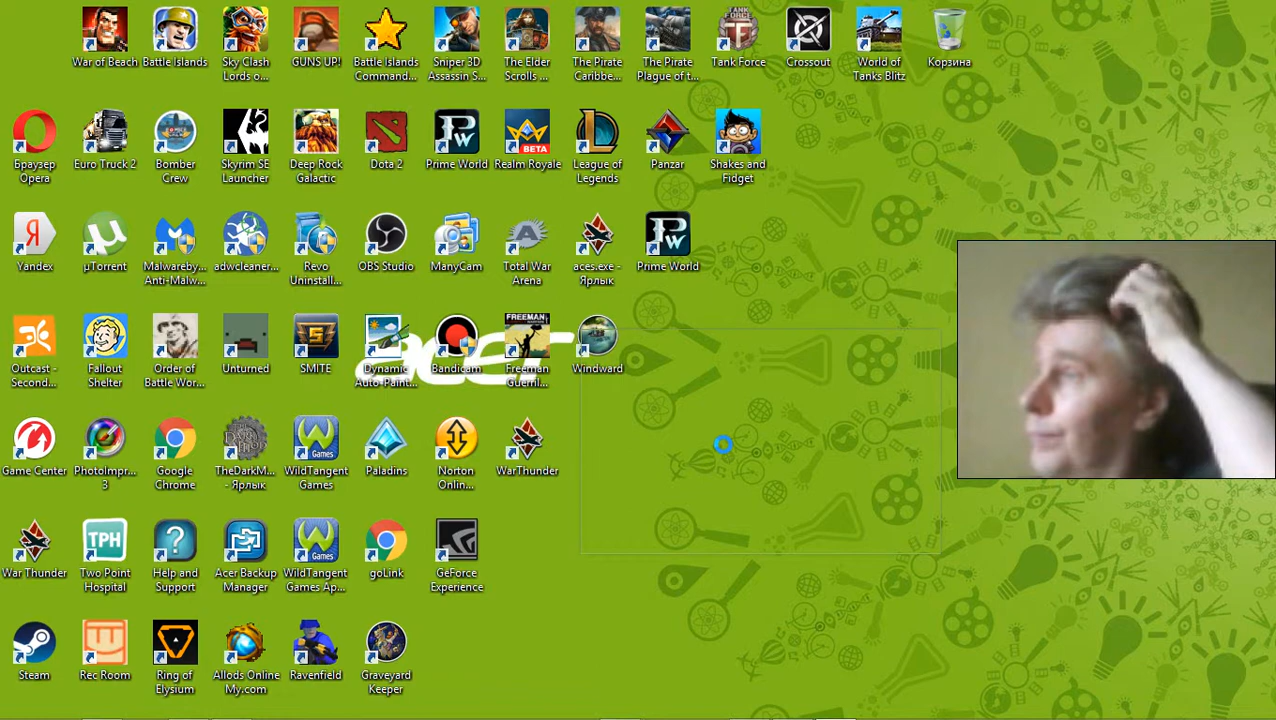 War of Beach
Battle Islands
Sky Clash
Lords o...
GUNS UP!
Battle Islands
Command...
Sniper 3D
Assassin S...
The Elder
Scrolls ...
The Pirate
Caribbe...
The Pirate
Plague of t...
Tank Force
Crossout
World of
Tanks Blitz
Корзина
Браузер
Opera
Euro Truck 2
Bomber
Crew
Skyrim SE
Launcher
Deep Rock
Galactic
Dota 2
Prime World
Realm Royale
League of
Legends
Panzar
Shakes and
Fidget
Yandex
µTorrent
Malwareby...
Anti-Malw...
adwcleaner...
Revo
Uninstall...
OBS Studio
ManyCam
Total War
Arena
aces.exe -
Ярлык
Prime World
Outcast -
Second...
Fallout
Shelter
Order of
Battle Wor...
Unturned
SMITE
Dynamic
Auto-Paint...
Bandicam
Freeman
Guerril...
Windward
acer
Game Center
PhotoImpr...
3
Google
Chrome
TheDarkM...
- Ярлык
WildTangent
Games
Paladins
Norton
Online...
WarThunder
War Thunder
Two Point
Hospital
Help and
Support
Acer Backup
Manager
WildTangent
Games Ap...
goLink
GeForce
Experience
Steam
Rec Room
Ring of
Elysium
Allods Online
My.com
Ravenfield
Graveyard
Keeper